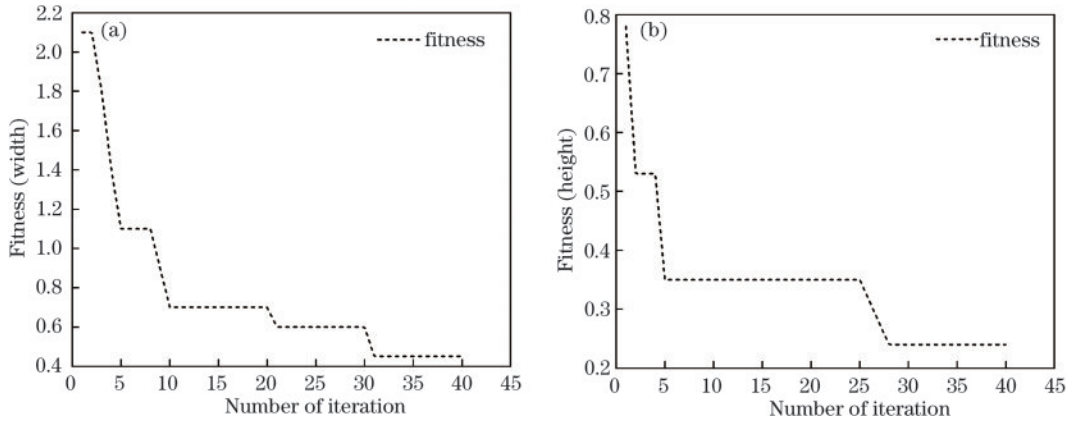 (a)
fitness
Fitness (width)
2.2
2.0
1.8
1.6
1.4
1.2
1.0
0.8
0.6
0.4
0 5 10 15 20 25 30 35 40 45
Number of iteration
(b)
fitness
Fitness (height)
0.8
0.7
0.6
0.5
0.4
0.3
0.2
0 5 10 15 20 25 30 35 40 45
Number of iteration